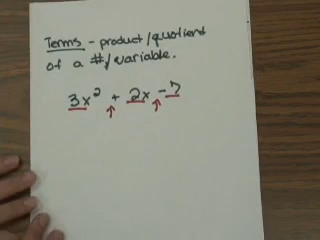 Terms - product/quotient
of a #/variable.
3x² + 2x - 7